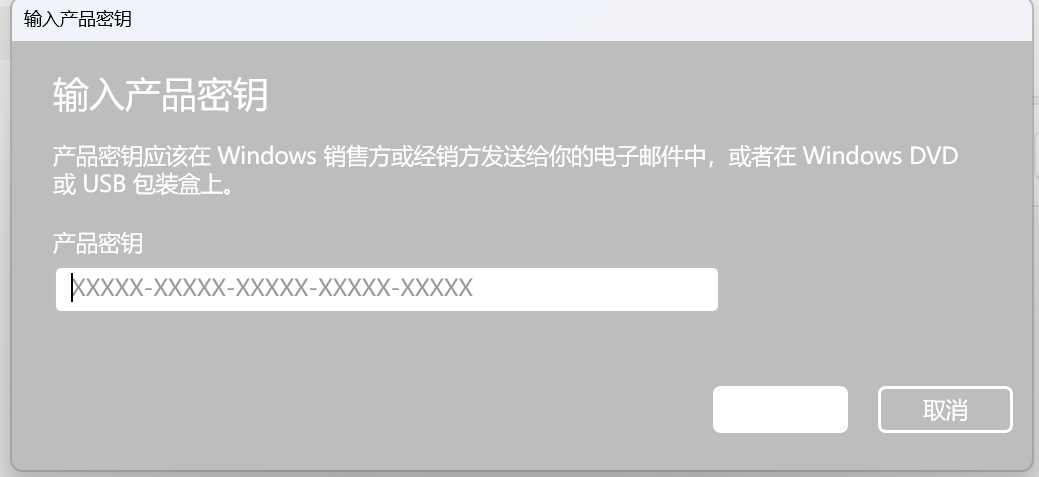 输入产品密钥
输入产品密钥
产品密钥应该在 Windows 销售方或经销方发送给你的电子邮件中，或者在 Windows DVD
或 USB 包装盒上。
产品密钥
XXXXX-XXXXX-XXXXX-XXXXX-XXXXX
取消